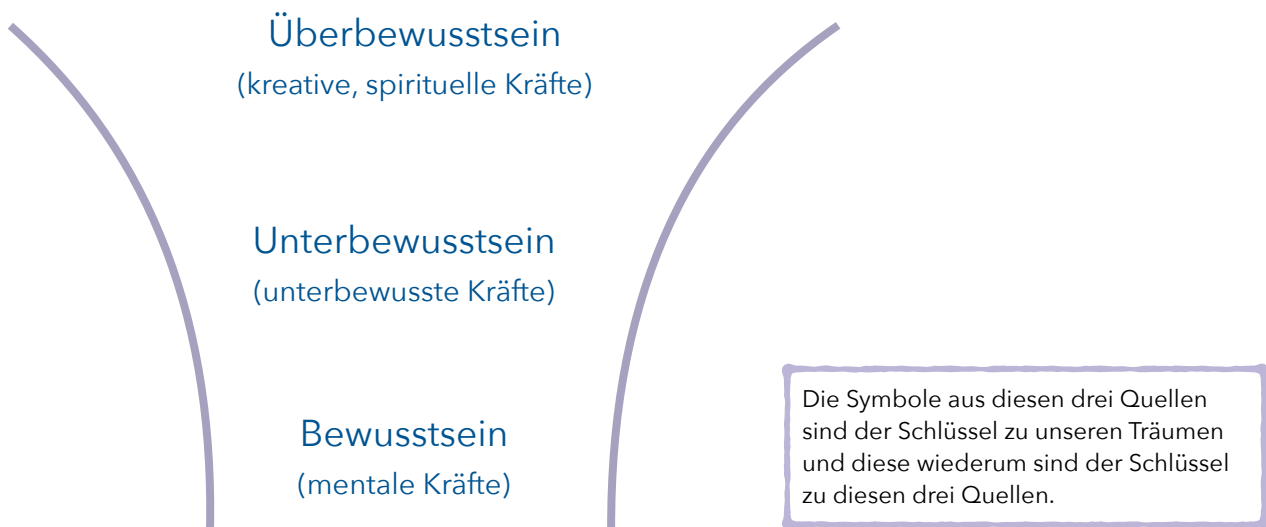 Überbewusstsein
(kreative, spirituelle Kräfte)
Unterbewusstsein
(unterbewusste Kräfte)
Bewusstsein
(mentale Kräfte)
Die Symbole aus diesen drei Quellen
sind der Schlüssel zu unseren Träumen
und diese wiederum sind der Schlüssel
zu diesen drei Quellen.